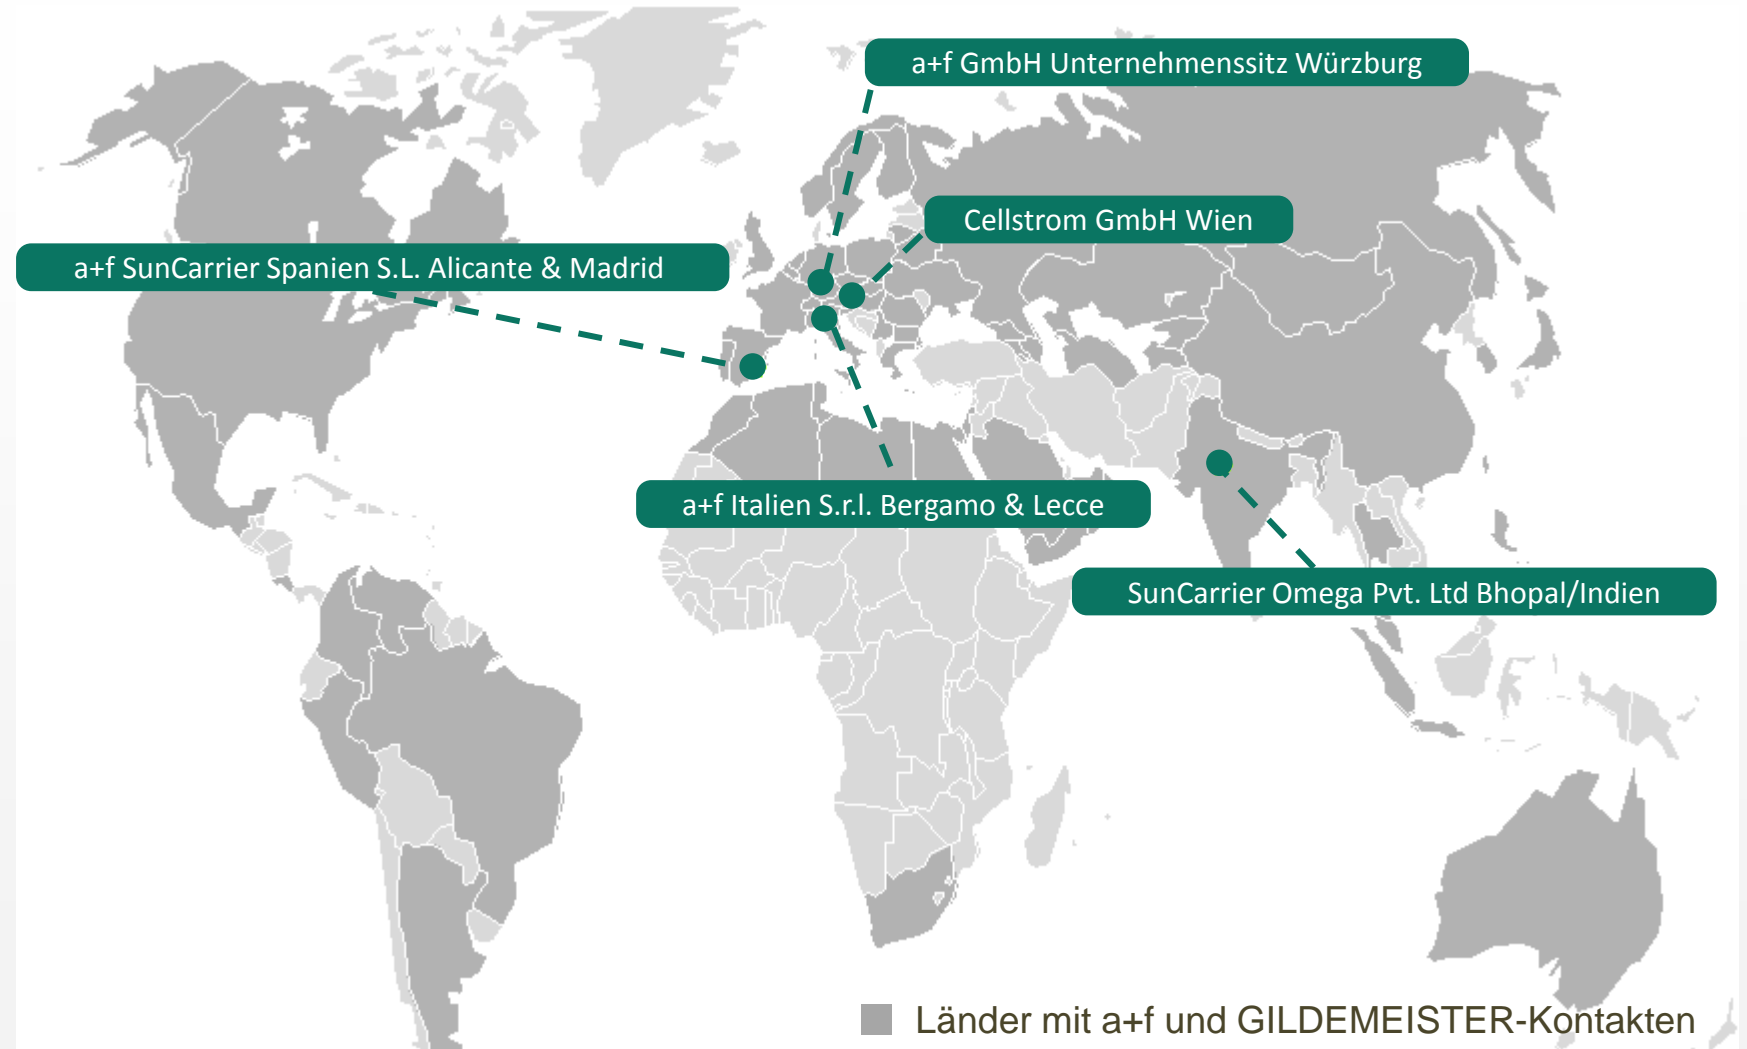 a+f GmbH Unternehmenssitz Würzburg
Cellstrom GmbH Wien
a+f SunCarrier Spanien S.L. Alicante & Madrid
a+f Italien S.r.l. Bergamo & Lecce
SunCarrier Omega Pvt. Ltd Bhopal/Indien
Länder mit a+f und GILDEMEISTER-Kontakten